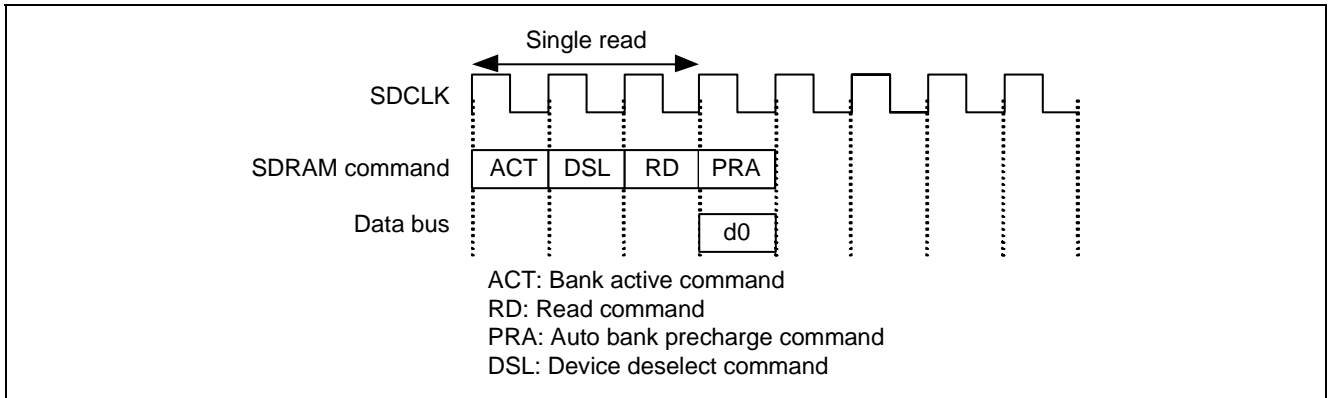 Single read
SDCLK
SDRAM command ACT DSL RD PRA
Data bus d0
ACT: Bank active command
RD: Read command
PRA: Auto bank precharge command
DSL: Device deselect command